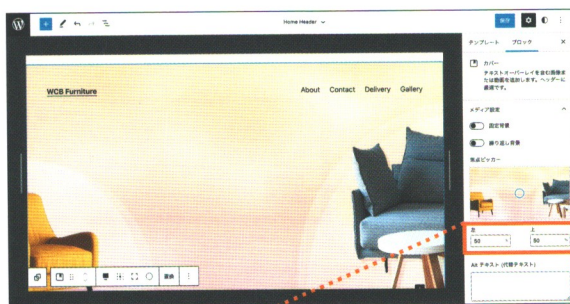 Home Header
保存
テンプレート ブロック
カバー
テキストオーバーレイを含む画像または動画を追加します。ヘッダーに最適です。
メディア設定
固定背景
繰り返し背景
焦点ピッカー
左 上
50 % 50 %
ALT テキスト (代替テキスト)
WCB Furniture
About Contact Delivery Gallery
置換